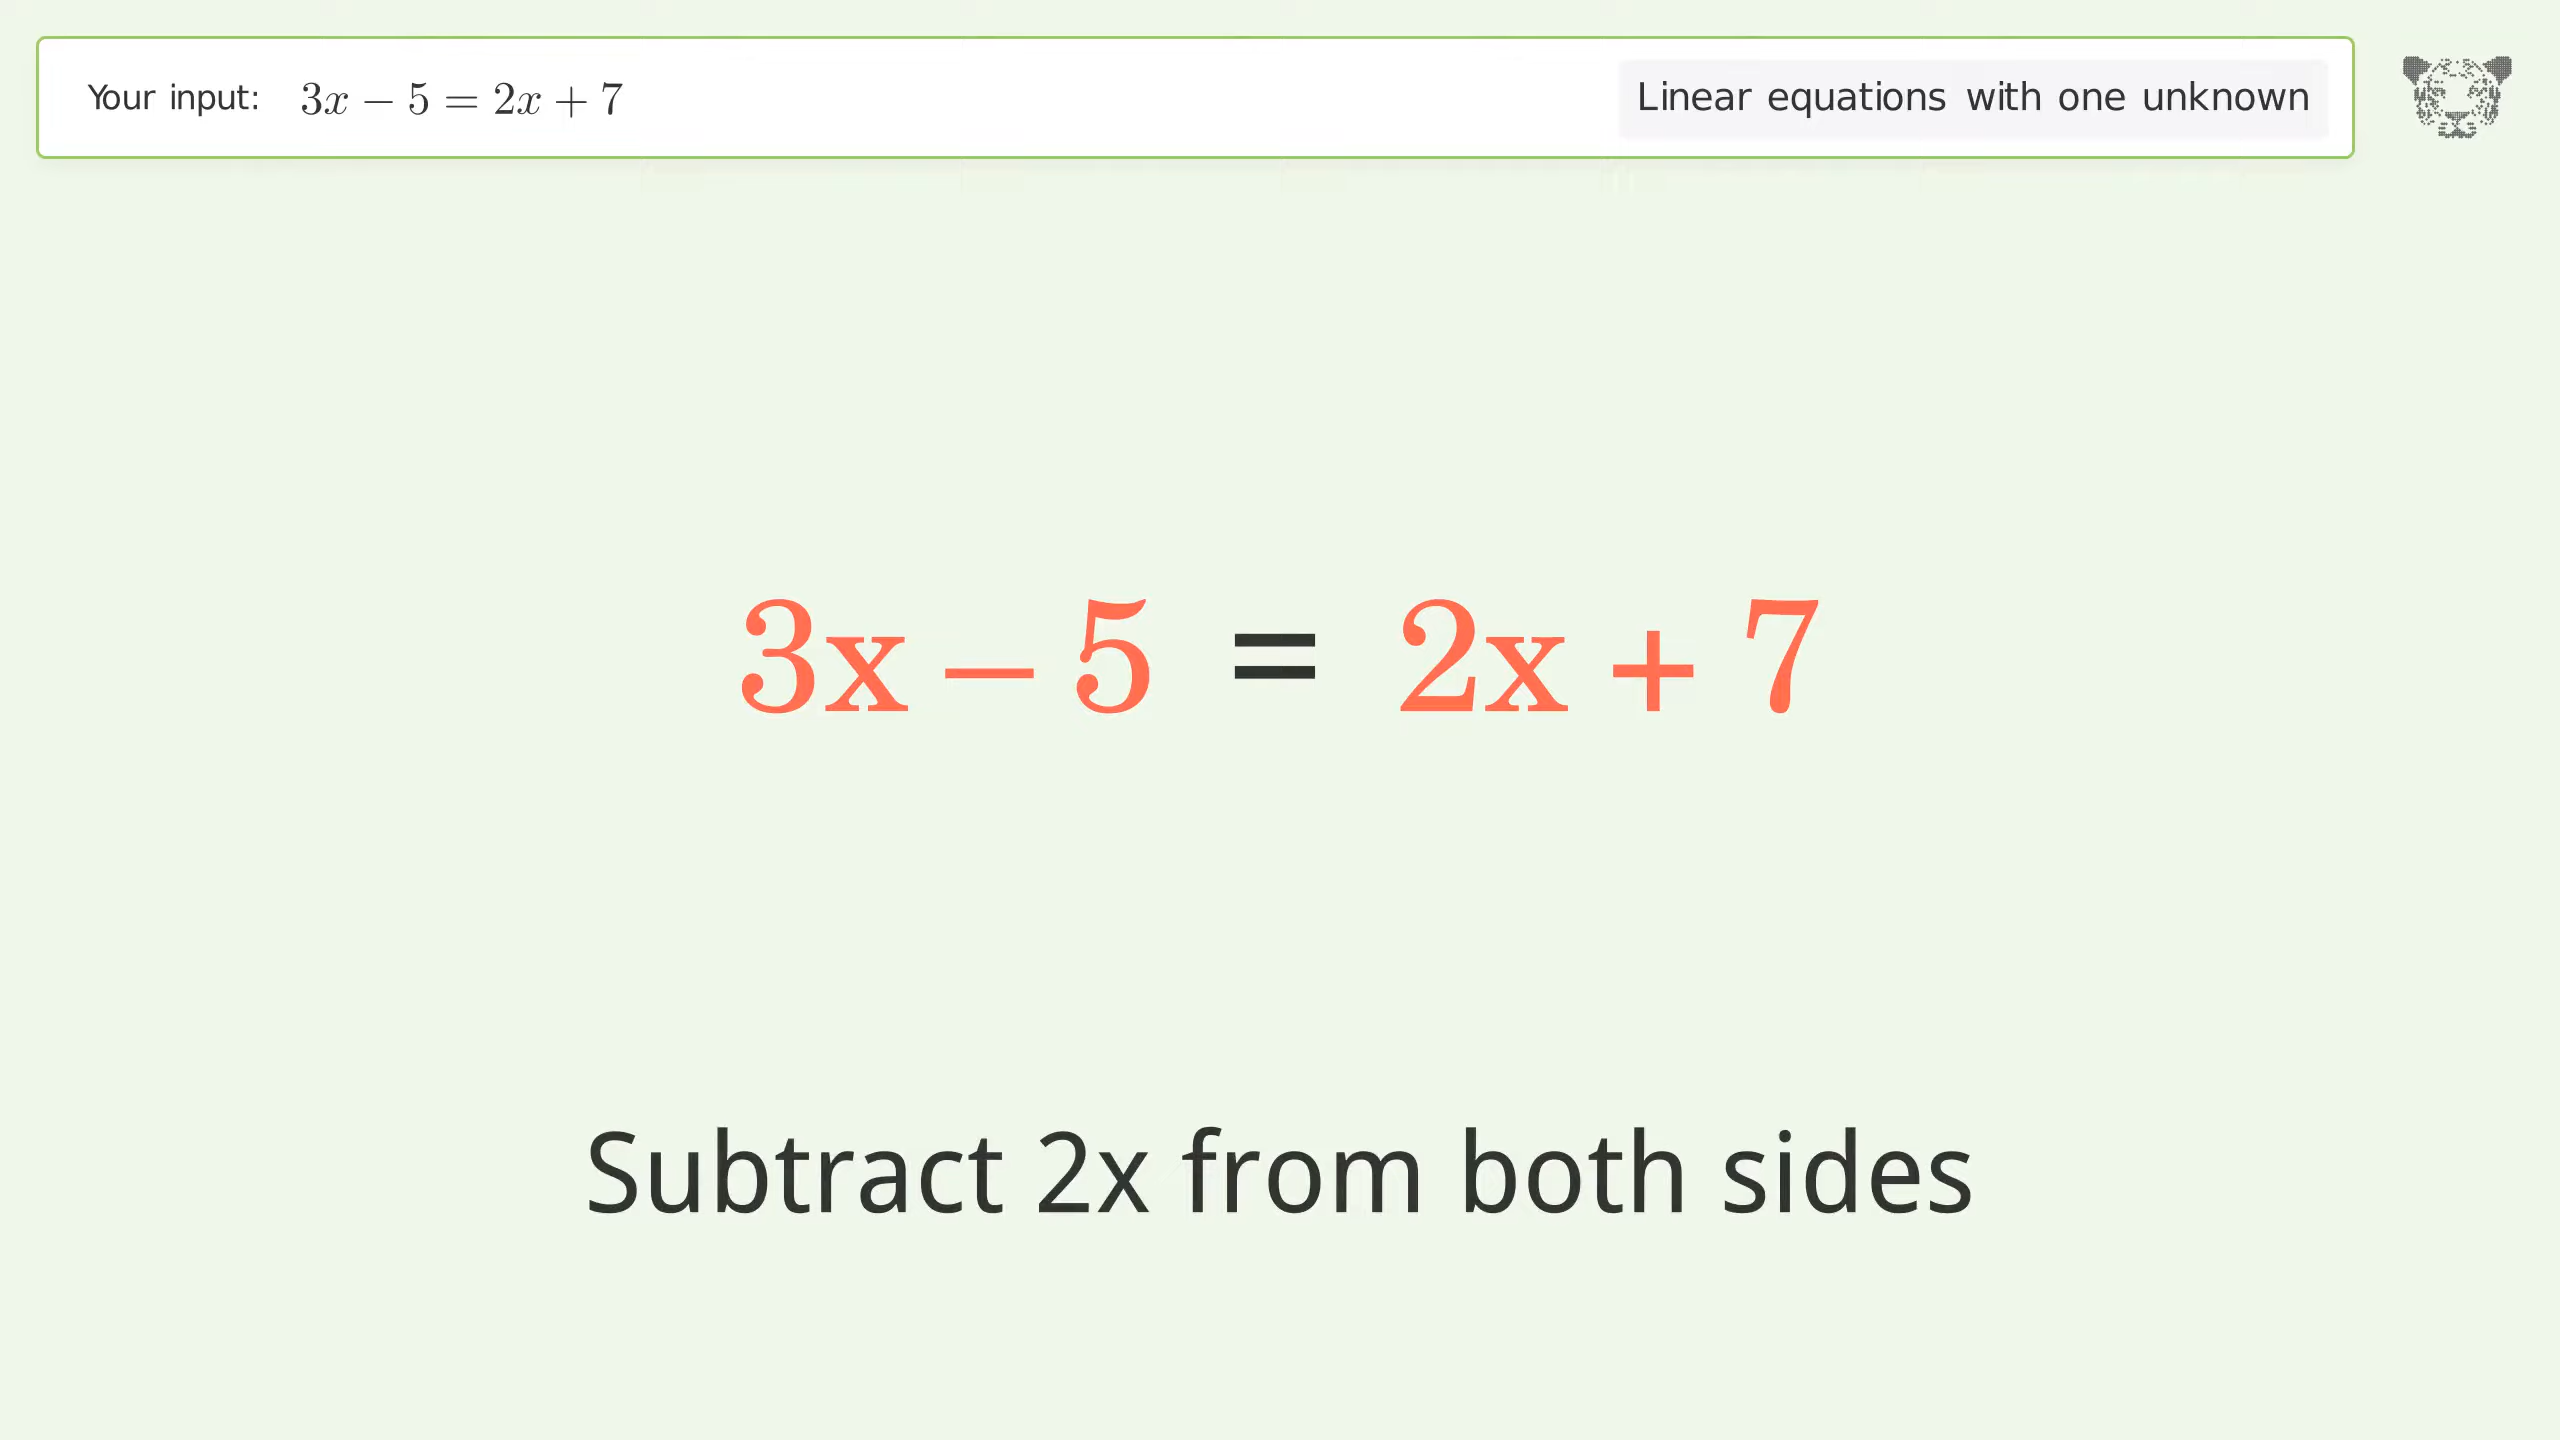 Your input: 3x − 5 = 2x + 7
Linear equations with one unknown
3x − 5 = 2x + 7
Subtract 2x from both sides